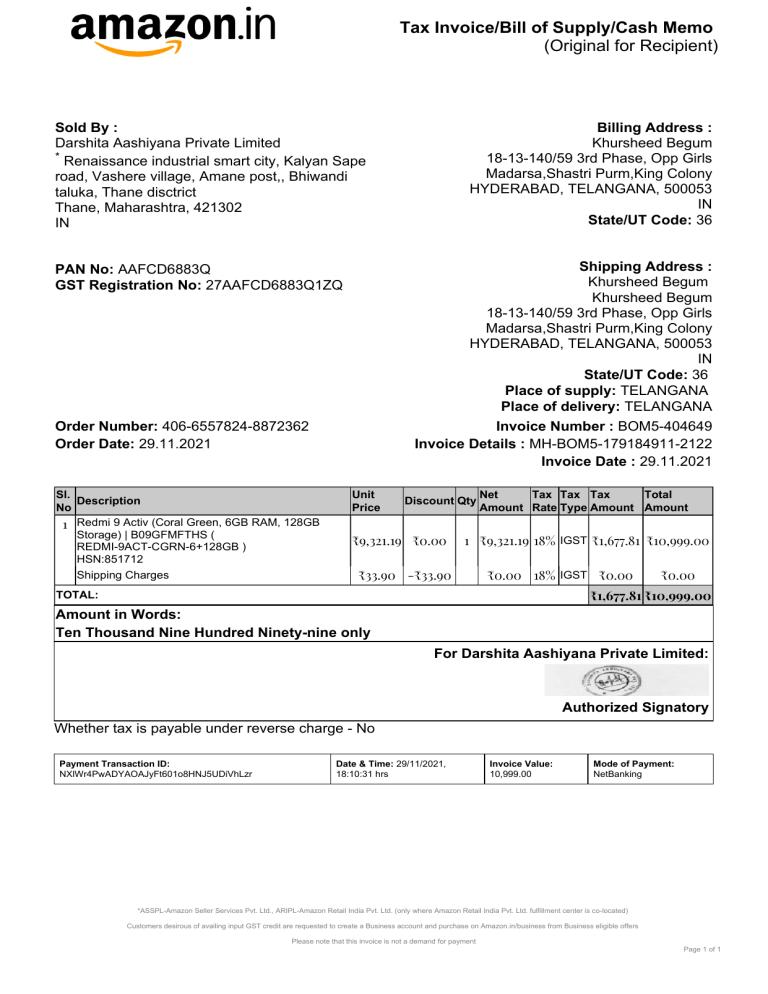 amazon.in
Tax Invoice/Bill of Supply/Cash Memo
(Original for Recipient)
Sold By :
Darshita Aashiyana Private Limited
* Renaissance industrial smart city, Kalyan Sape
road, Vashere village, Amane post,, Bhiwandi
taluka, Thane disctrict
Thane, Maharashtra, 421302
IN
Billing Address :
Khursheed Begum
18-13-140/59 3rd Phase, Opp Girls
Madarsa,Shastri Purm,King Colony
HYDERABAD, TELANGANA, 500053
IN
State/UT Code: 36
PAN No: AAFCD6883Q
GST Registration No: 27AAFCD6883Q1ZQ
Shipping Address :
Khursheed Begum
Khursheed Begum
18-13-140/59 3rd Phase, Opp Girls
Madarsa,Shastri Purm,King Colony
HYDERABAD, TELANGANA, 500053
IN
State/UT Code: 36
Place of supply: TELANGANA
Place of delivery: TELANGANA
Order Number: 406-6557824-8872362
Order Date: 29.11.2021
Invoice Number : BOM5-404649
Invoice Details : MH-BOM5-179184911-2122
Invoice Date : 29.11.2021
Sl. No Description Unit Price Discount Qty Net Amount Tax Rate Tax Type Tax Amount Total Amount
1 Redmi 9 Activ (Coral Green, 6GB RAM, 128GB
Storage) | B09GFMFTHS (
REDMI-9ACT-CGRN-6+128GB ) ₹9,321.19 ₹0.00 1 ₹9,321.19 18% IGST ₹1,677.81 ₹10,999.00
HSN:851712
Shipping Charges ₹33.90 -₹33.90 ₹0.00 18% IGST ₹0.00 ₹0.00
TOTAL: ₹1,677.81 ₹10,999.00
Amount in Words:
Ten Thousand Nine Hundred Ninety-nine only
For Darshita Aashiyana Private Limited:
Authorized Signatory
Whether tax is payable under reverse charge - No
Payment Transaction ID:
NXlWr4PwADYAOAJyFt601o8HNJ5UDiVhLzr
Date & Time: 29/11/2021,
18:10:31 hrs
Invoice Value:
10,999.00
Mode of Payment:
NetBanking
*ASSPL-Amazon Seller Services Pvt. Ltd., ARIPL-Amazon Retail India Pvt. Ltd. (only where Amazon Retail India Pvt. Ltd. fulfillment center is co-located)
Customers desirous of availing input GST credit are requested to create a Business account and purchase on Amazon.in/business from Business eligible offers
Please note that this invoice is not a demand for payment
Page 1 of 1